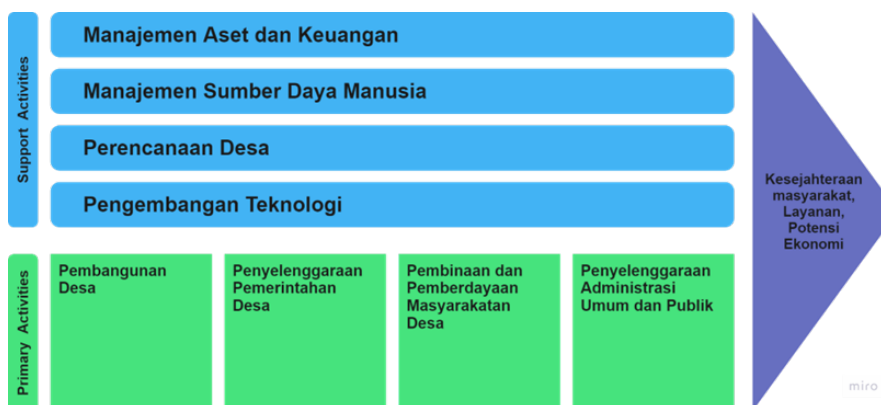 Support Activities
Manajemen Aset dan Keuangan
Manajemen Sumber Daya Manusia
Perencanaan Desa
Pengembangan Teknologi
Primary Activities
Pembangunan
Desa
Penyelenggaraan
Pemerintahan
Desa
Pembinaan dan
Pemberdayaan
Masyarakatan
Desa
Penyelenggaraan
Administrasi
Umum dan Publik
Kesejahteraan
masyarakat,
Layanan,
Potensi
Ekonomi
miro